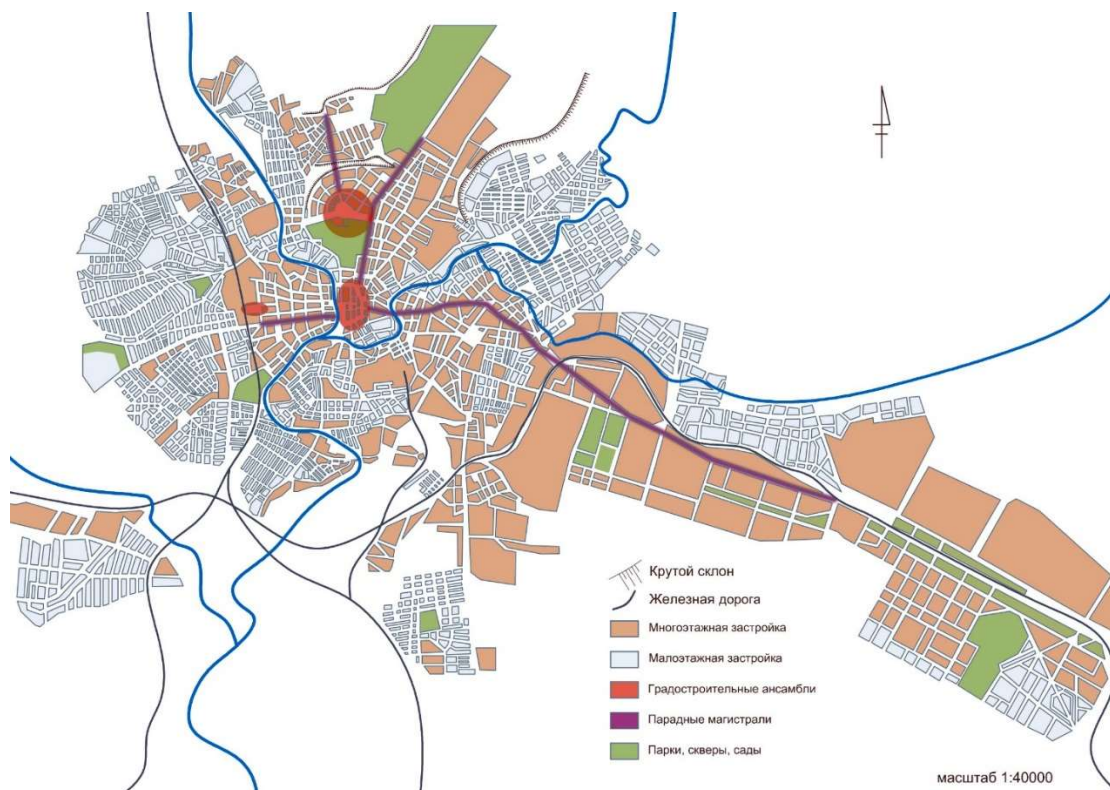 Крутой склон
Железная дорога
Многоэтажная застройка
Малоэтажная застройка
Градостроительные ансамбли
Парадные магистрали
Парки, скверы, сады
масштаб 1:40000